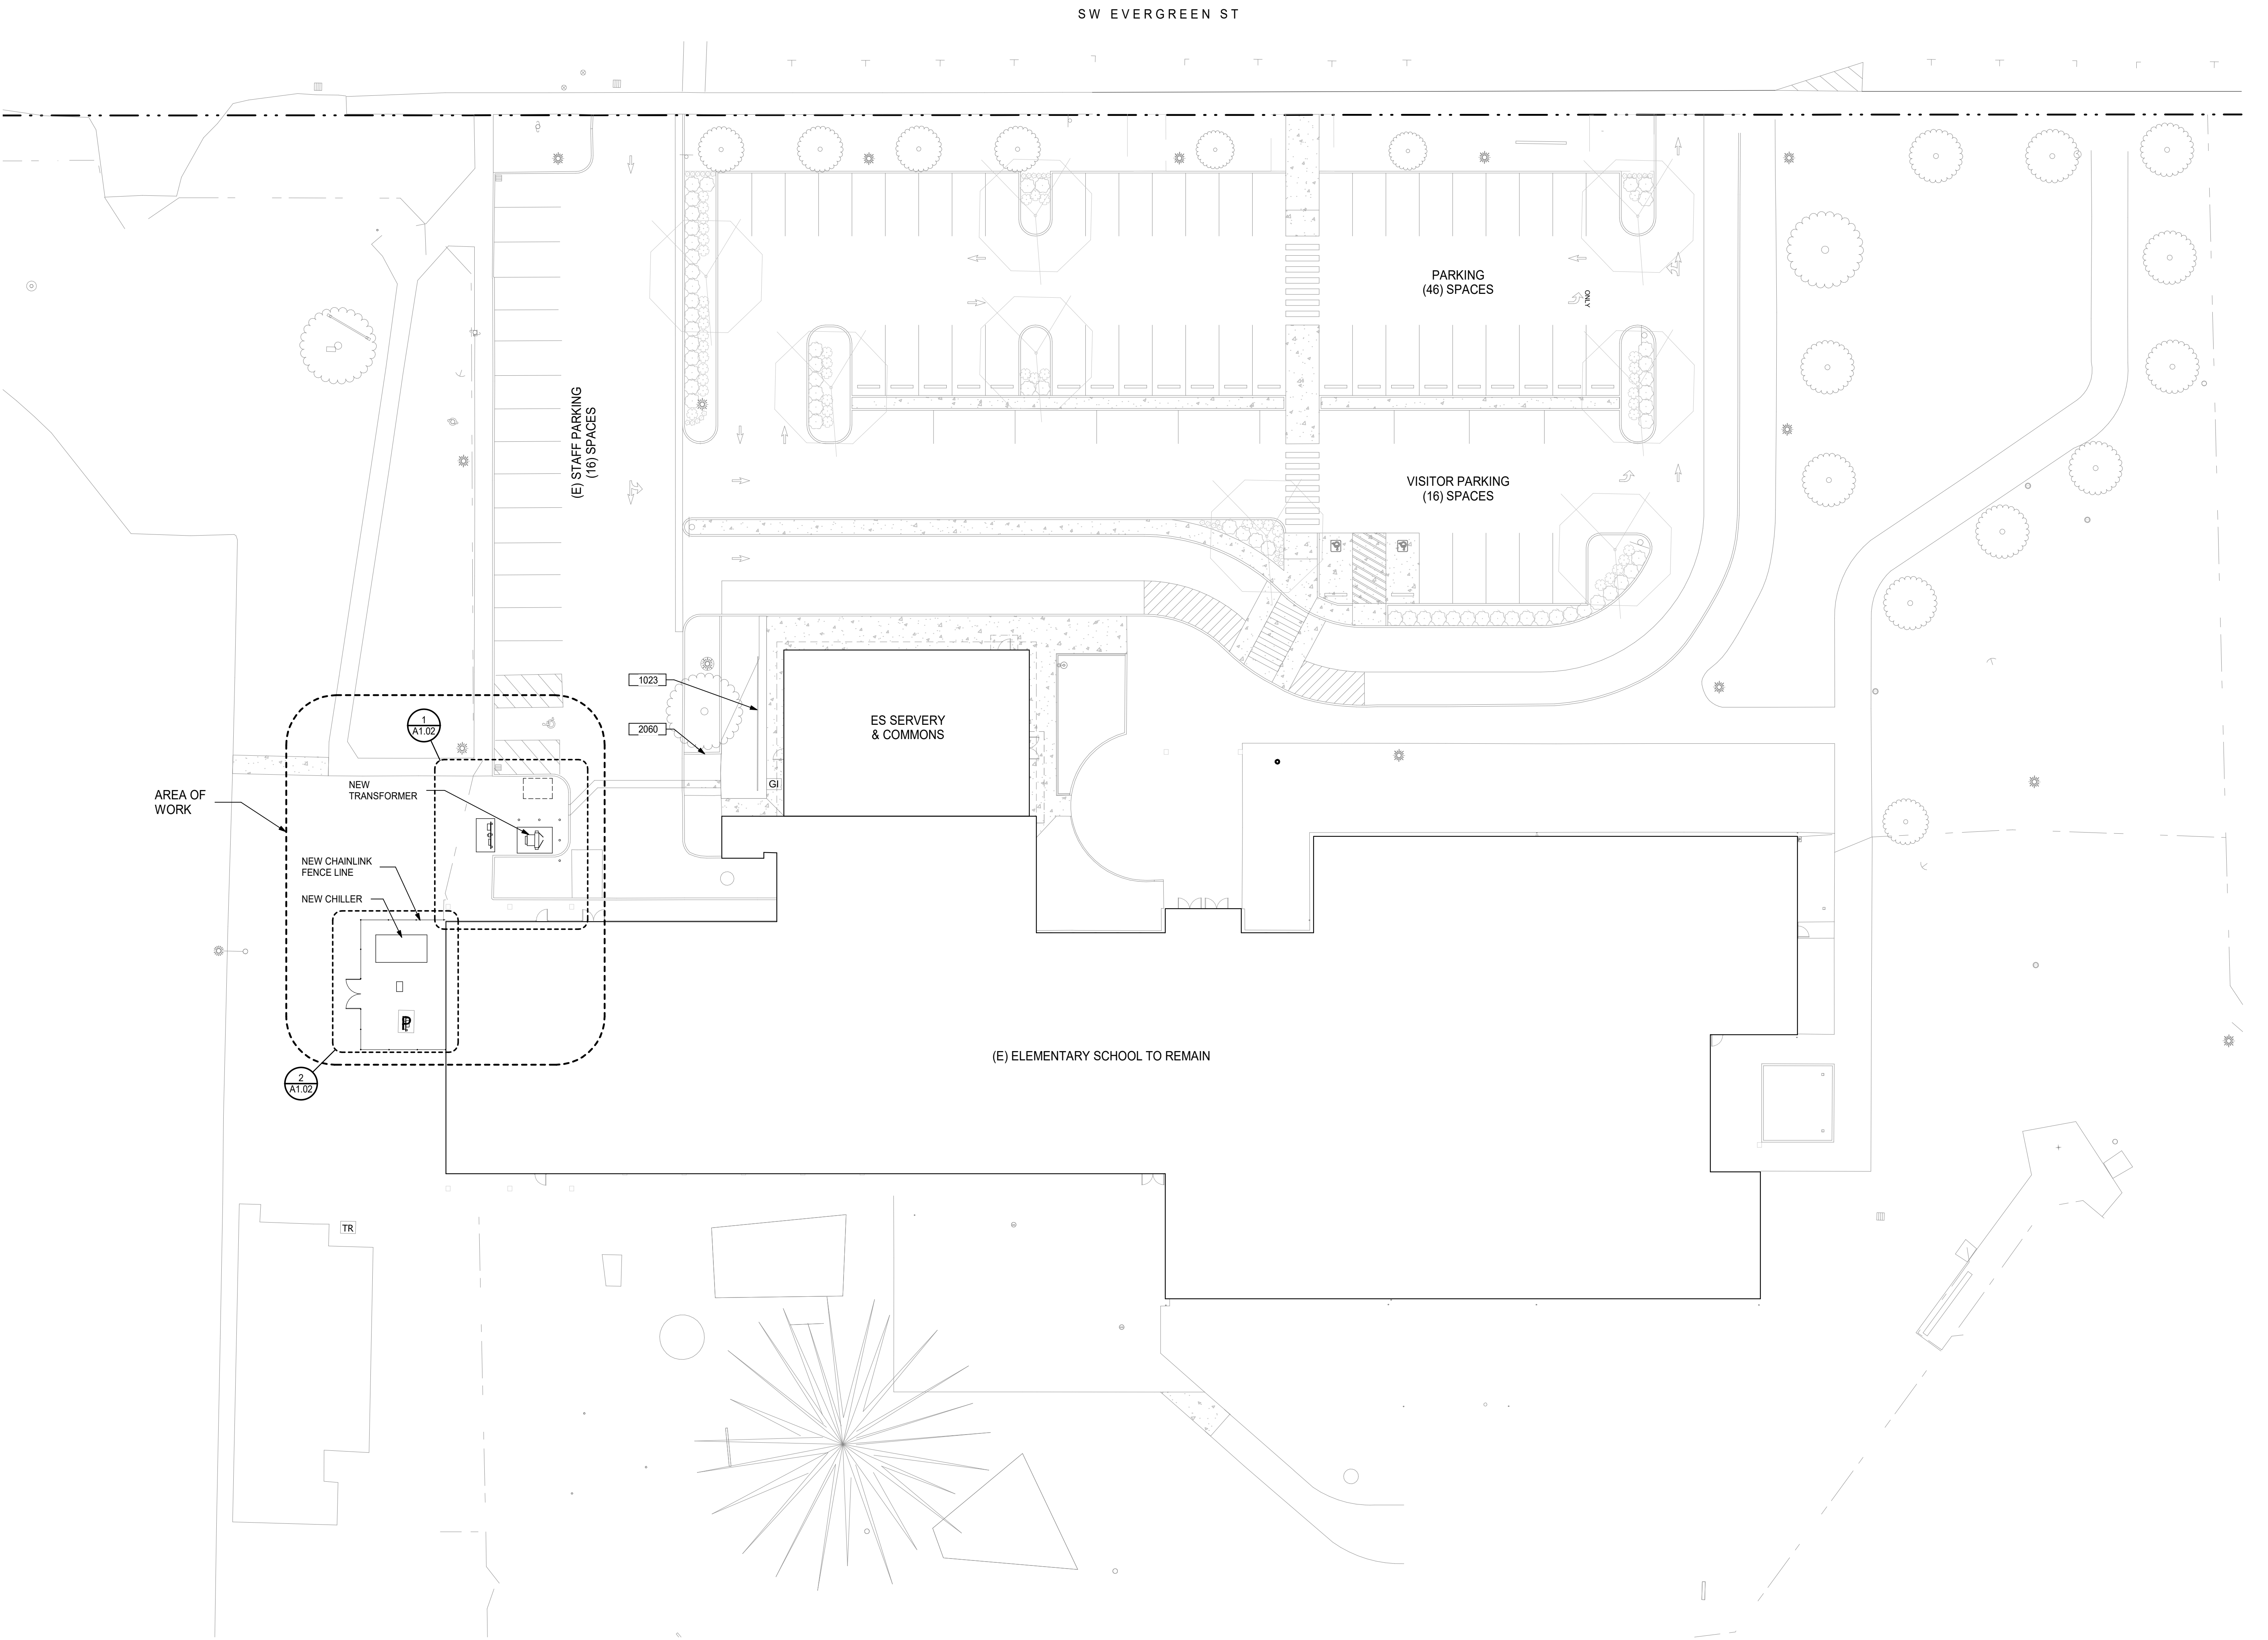 SW EVERGREEN ST
PARKING
(46) SPACES
ONLY
(E) STAFF PARKING
(16) SPACES
VISITOR PARKING
(16) SPACES
1023
2060
ES SERVERY
& COMMONS
GI
1
A1.02
NEW
TRANSFORMER
AREA OF
WORK
NEW CHAINLINK
FENCE LINE
NEW CHILLER
P
2
A1.02
(E) ELEMENTARY SCHOOL TO REMAIN
TR